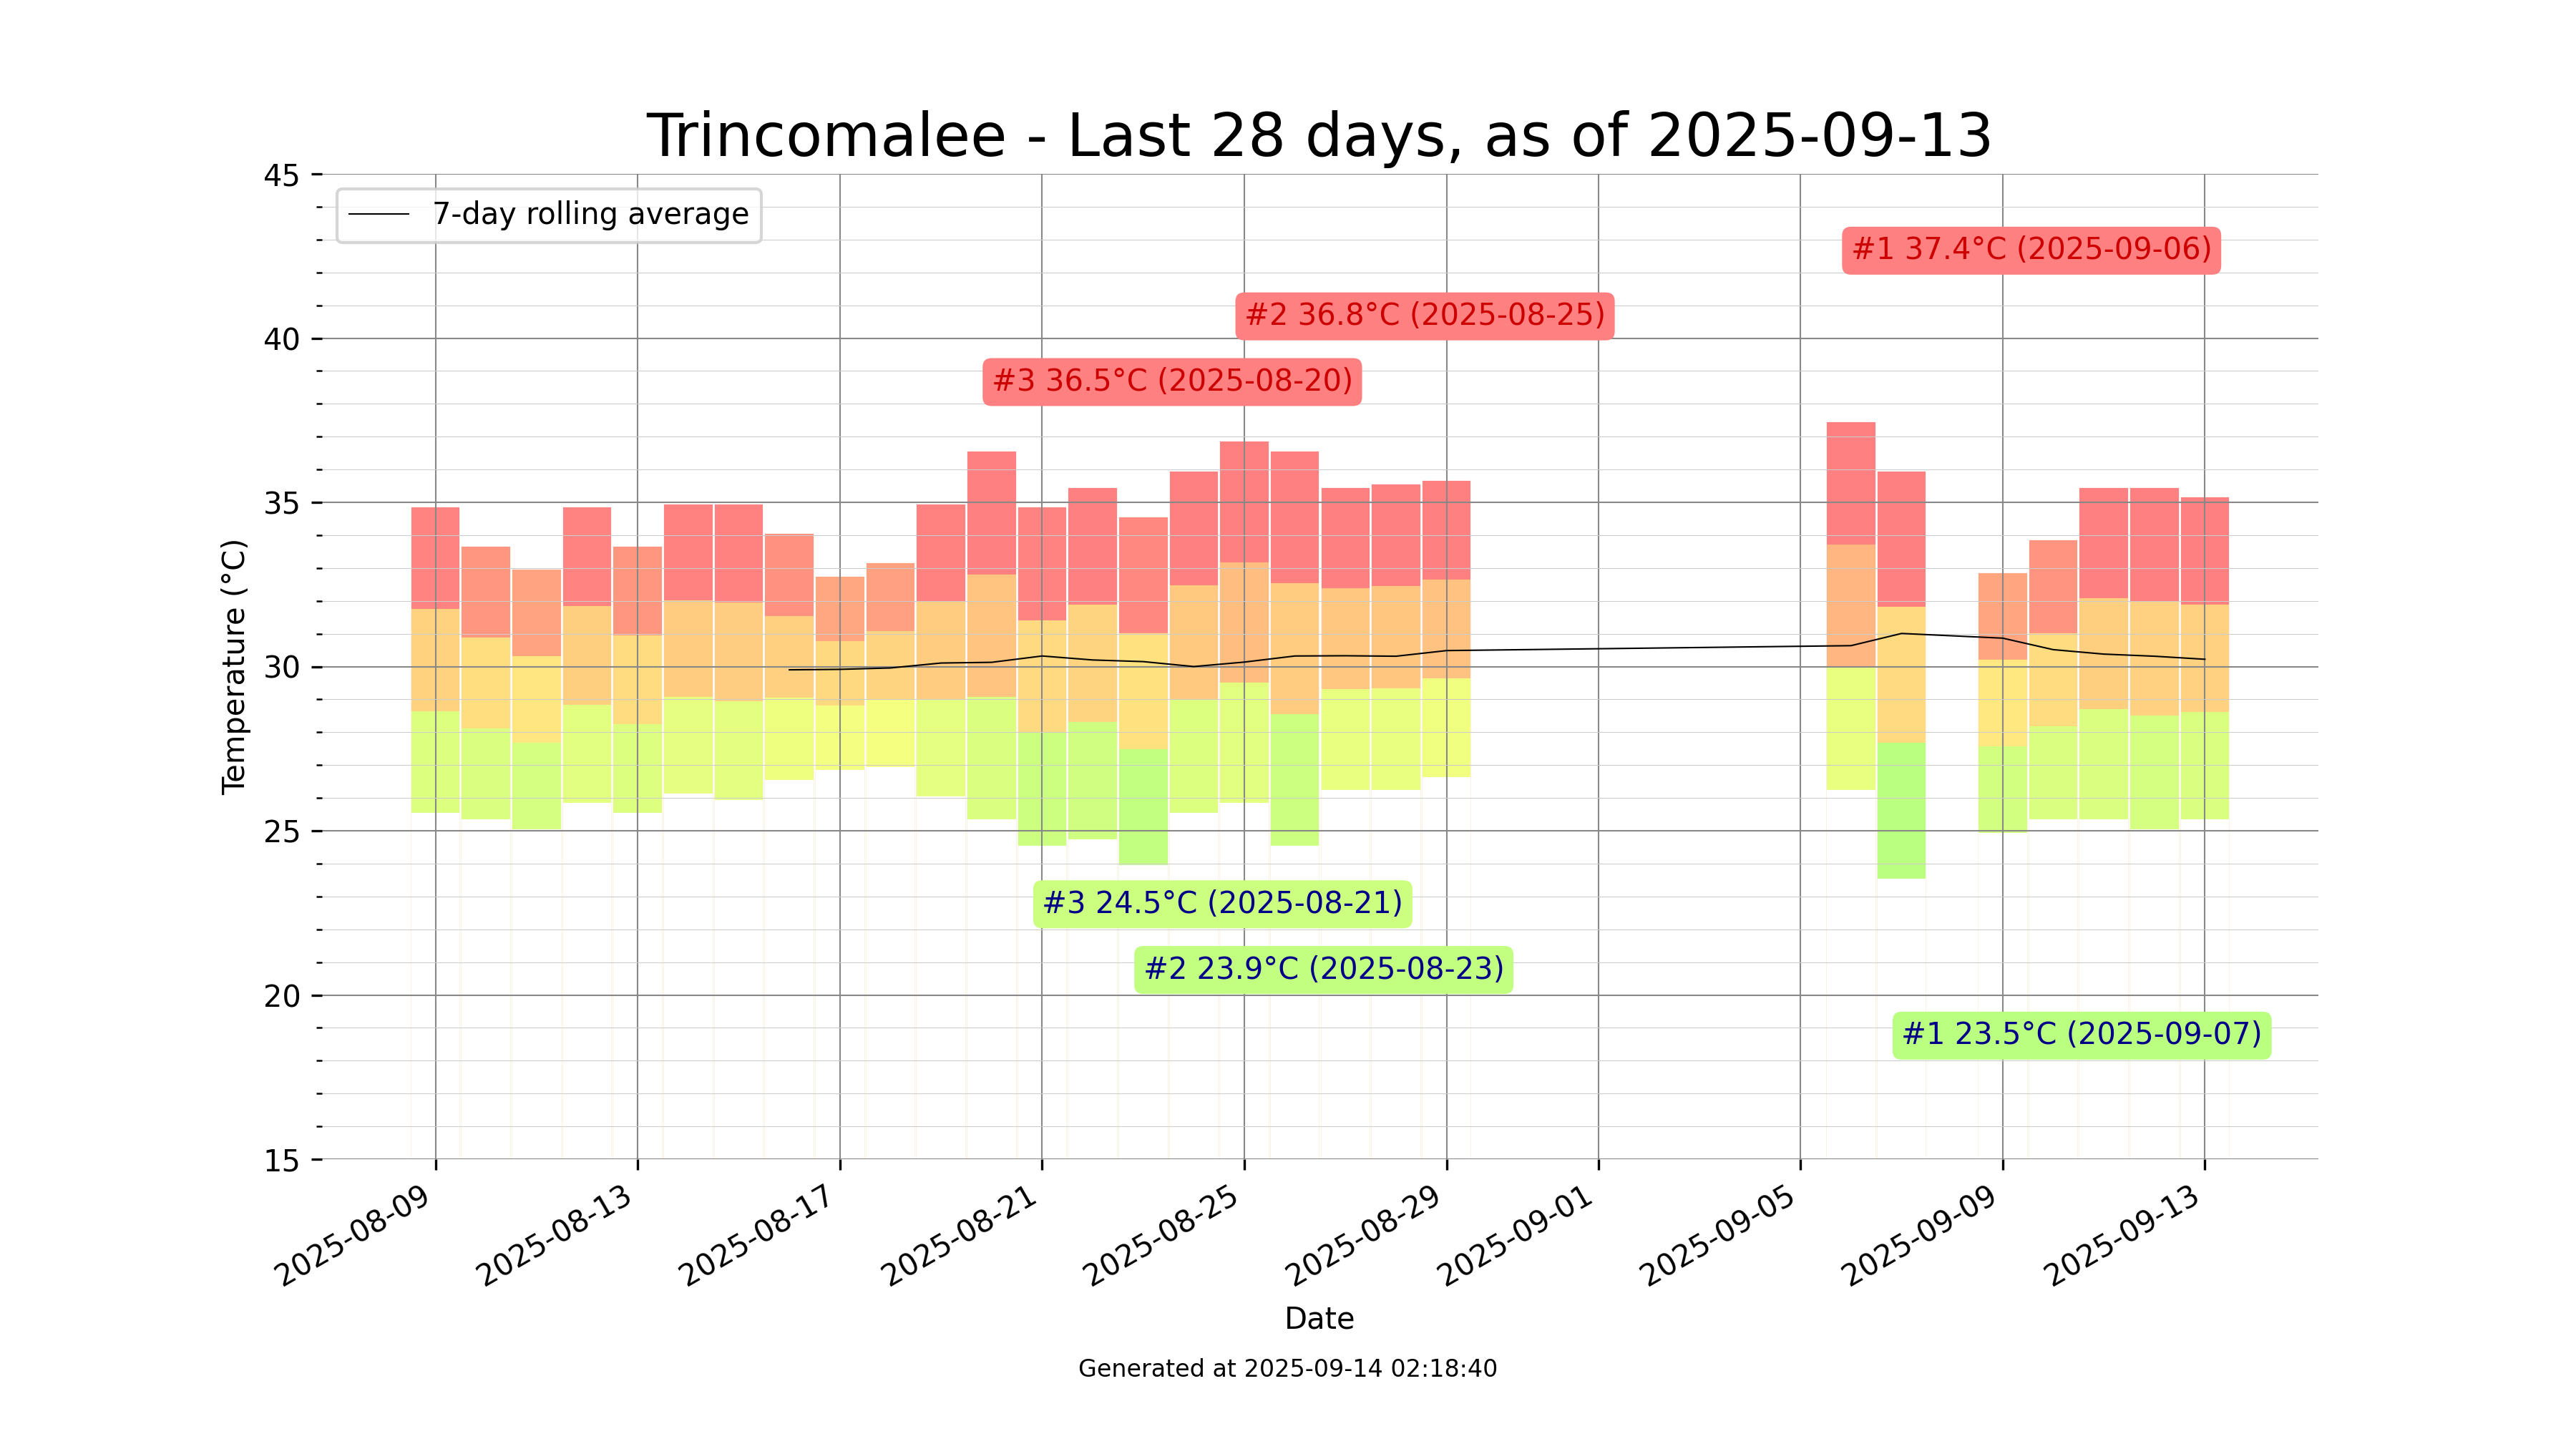 Trincomalee - Last 28 days, as of 2025-09-13
45
7-day rolling average
#1 37.4°C (2025-09-06)
#2 36.8°C (2025-08-25)
40
#3 36.5°C (2025-08-20)
35
Temperature (°C)
30
25
#3 24.5°C (2025-08-21)
#2 23.9°C (2025-08-23)
20
#1 23.5°C (2025-09-07)
15
2025-08-09
2025-08-13
2025-08-17
2025-08-21
2025-08-25
2025-08-29
2025-09-01
2025-09-05
2025-09-09
2025-09-13
Date
Generated at 2025-09-14 02:18:40